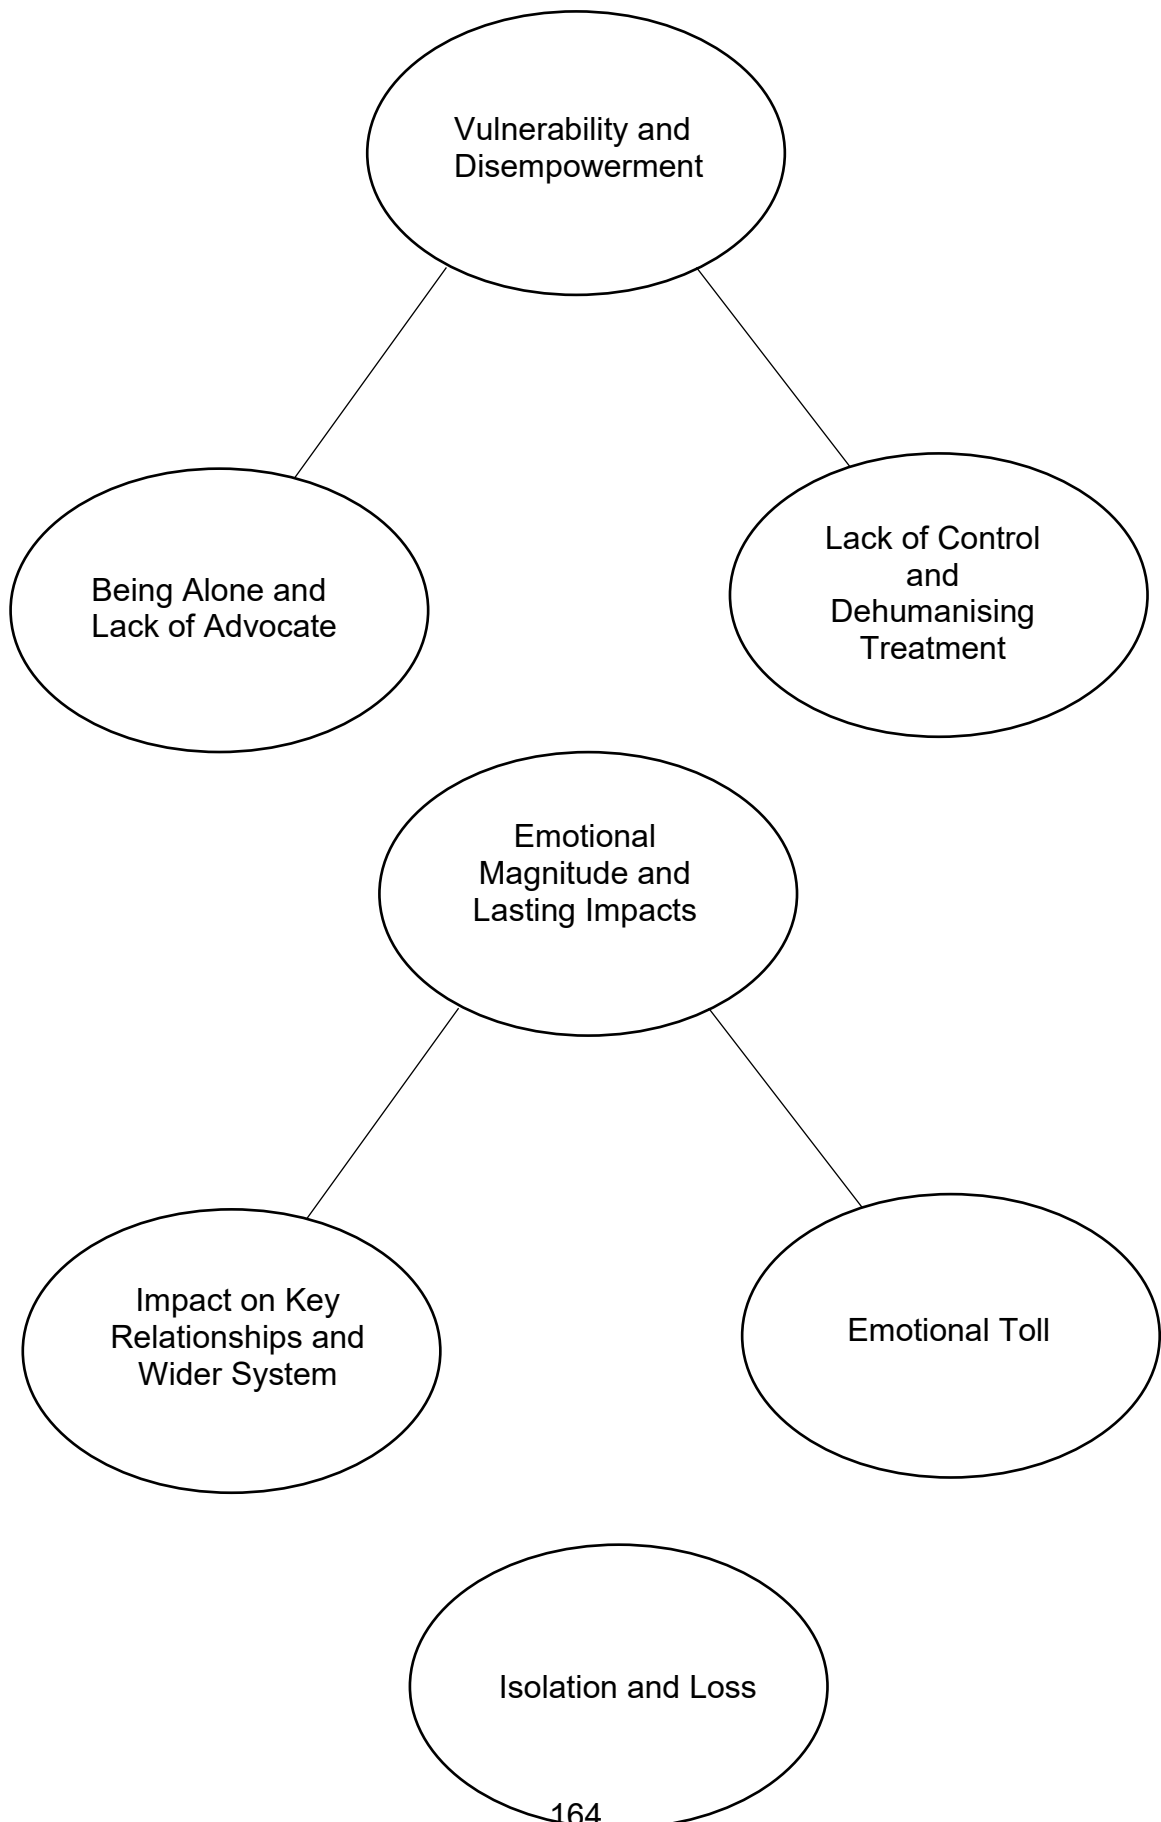 Vulnerability and
Disempowerment
Being Alone and
Lack of Advocate
Lack of Control
and
Dehumanising
Treatment
Emotional
Magnitude and
Lasting Impacts
Impact on Key
Relationships and
Wider System
Emotional Toll
Isolation and Loss
164